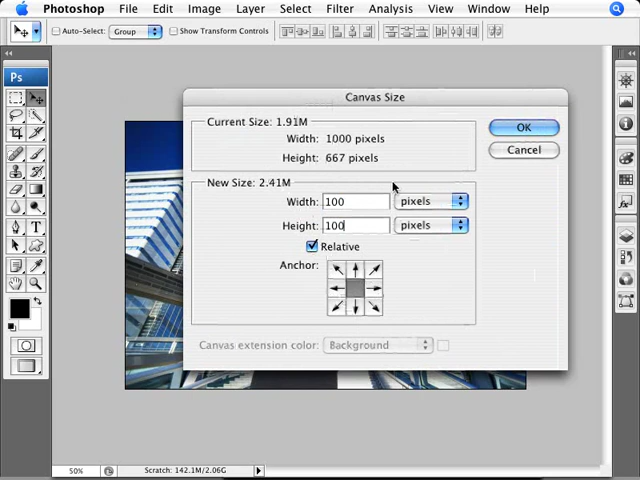 Photoshop File Edit Image Layer Select Filter Analysis View Window Help
Auto-Select: Group Show Transform Controls
Ps
Canvas Size
Current Size: 1.91M
Width: 1000 pixels
Height: 667 pixels
OK
Cancel
New Size: 2.41M
Width: 100 pixels
Height: 100 pixels
Relative
Anchor:
Canvas extension color: Background
50% Scratch: 142.1M/2.06G